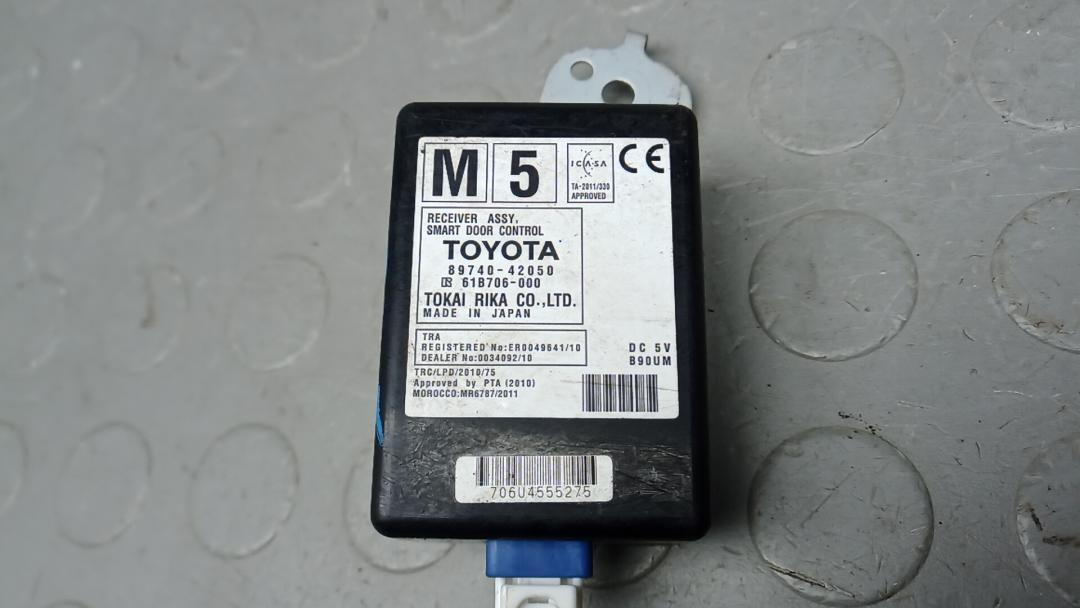 M 5
ICASA
TA-2011/330
APPROVED
CE
RECEIVER ASSY,
SMART DOOR CONTROL
TOYOTA
89740-42050
61B706-000
TOKAI RIKA CO.,LTD.
MADE IN JAPAN
TRA
REGISTERED No:ER0049641/10
DEALER No:0034092/10
DC 5V
B90UM
TRC/LPD/2010/75
Approved by PTA (2010)
MOROCCO:MR6787/2011
706U4555275